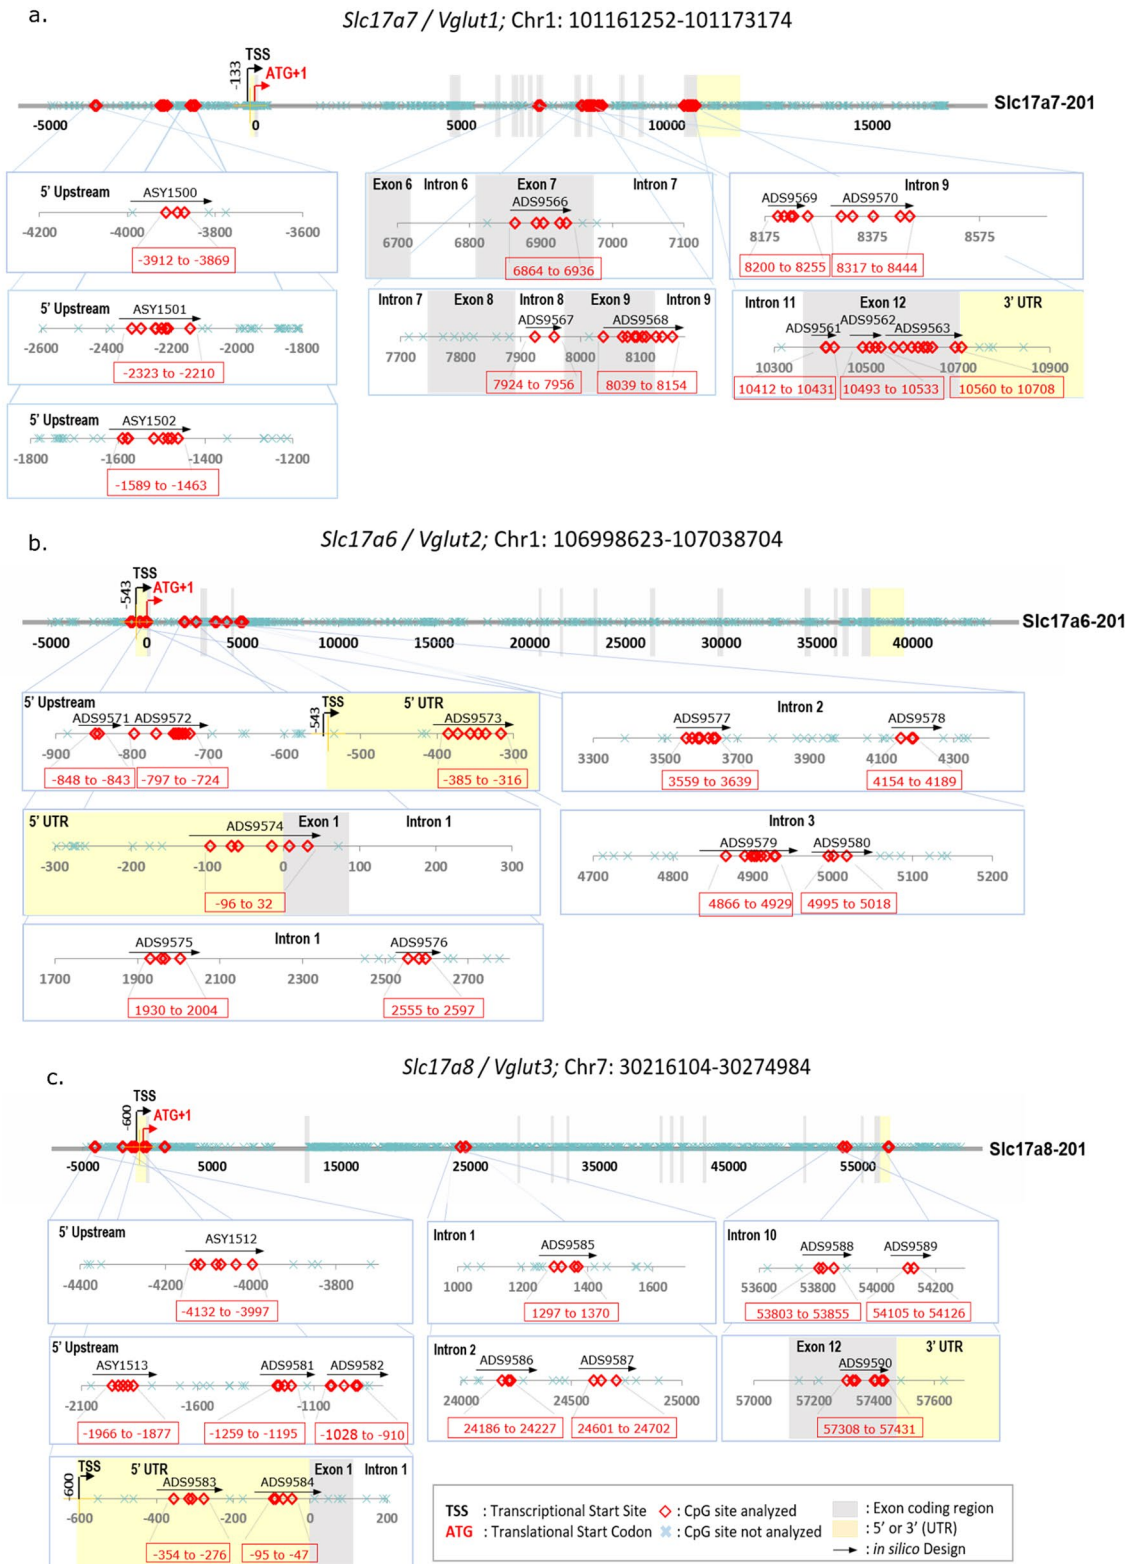 a.
Slc17a7 / Vglut1; Chr1: 101161252-101173174
TSS
-133
ATG+1
Slc17a7-201
-5000 0 5000 10000 15000
5' Upstream
ASY1500
-4200 -4000 -3800 -3600
-3912 to -3869
5' Upstream
ASY1501
-2600 -2400 -2200 -2000 -1800
-2323 to -2210
5' Upstream
ASY1502
-1800 -1600 -1400 -1200
-1589 to -1463
Exon 6 Intron 6 Exon 7 Intron 7
ADS9566
6700 6800 6900 7000 7100
6864 to 6936
Intron 7 Exon 8 Intron 8 Exon 9 Intron 9
ADS9567 ADS9568
7700 7800 7900 8000 8100
7924 to 7956 8039 to 8154
Intron 9
ADS9569 ADS9570
8175 8375 8575
8200 to 8255 8317 to 8444
Intron 11 Exon 12 3' UTR
ADS9561 ADS9562 ADS9563
10300 10500 10700 10900
10412 to 10431 10493 to 10533 10560 to 10708
b.
Slc17a6 / Vglut2; Chr1: 106998623-107038704
TSS
-543
ATG+1
Slc17a6-201
-5000 0 5000 10000 15000 20000 25000 30000 35000 40000
5' Upstream TSS 5' UTR
-543
ADS9571 ADS9572 ADS9573
-900 -800 -700 -600 -500 -400 -300
-848 to -843 -797 to -724 -385 to -316
5' UTR Exon 1 Intron 1
ADS9574
-300 -200 -100 0 100 200 300
-96 to 32
Intron 1
ADS9575 ADS9576
1700 1900 2100 2300 2500 2700
1930 to 2004 2555 to 2597
Intron 2
ADS9577 ADS9578
3300 3500 3700 3900 4100 4300
3559 to 3639 4154 to 4189
Intron 3
ADS9579 ADS9580
4700 4800 4900 5000 5100 5200
4866 to 4929 4995 to 5018
c.
Slc17a8 / Vglut3; Chr7: 30216104-30274984
TSS
-600
ATG+1
Slc17a8-201
-5000 5000 15000 25000 35000 45000 55000
5' Upstream
ASY1512
-4400 -4200 -4000 -3800
-4132 to -3997
5' Upstream
ASY1513 ADS9581 ADS9582
-2100 -1600 -1100
-1966 to -1877 -1259 to -1195 -1028 to -910
TSS 5' UTR Exon 1 Intron 1
-600
ADS9583 ADS9584
-600 -400 -200 0 200
-354 to -276 -95 to -47
Intron 1
ADS9585
1000 1200 1400 1600
1297 to 1370
Intron 2
ADS9586 ADS9587
24000 24500 25000
24186 to 24227 24601 to 24702
Intron 10
ADS9588 ADS9589
53600 53800 54000 54200
53803 to 53855 54105 to 54126
Exon 12 3' UTR
ADS9590
57000 57200 57400 57600
57308 to 57431
TSS : Transcriptional Start Site : CpG site analyzed : Exon coding region
ATG : Translational Start Codon : CpG site not analyzed : 5' or 3' (UTR)
: in silico Design